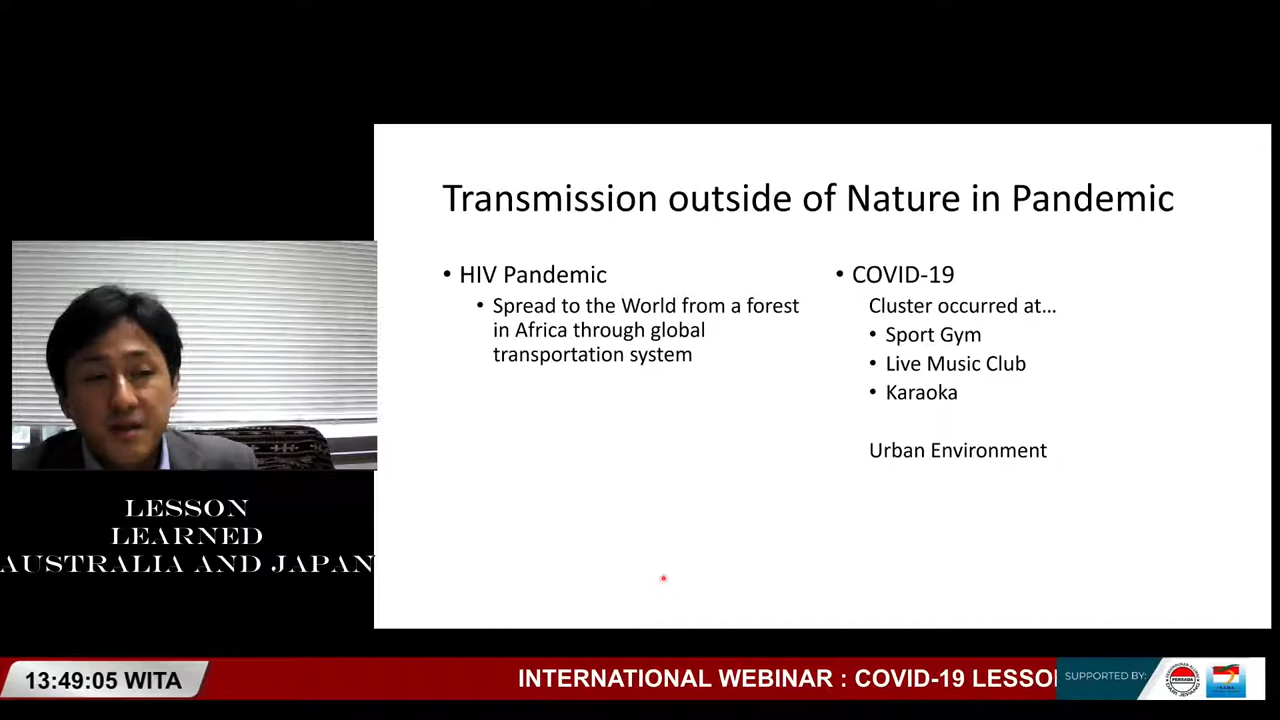 Transmission outside of Nature in Pandemic
• HIV Pandemic
• Spread to the World from a forest
in Africa through global
transportation system
• COVID-19
Cluster occurred at...
• Sport Gym
• Live Music Club
• Karaoka
Urban Environment
LESSON
LEARNED
AUSTRALIA AND JAPAN
13:49:05 WITA
INTERNATIONAL WEBINAR : COVID-19 LESSO
SUPPORTED BY:
PERSADA